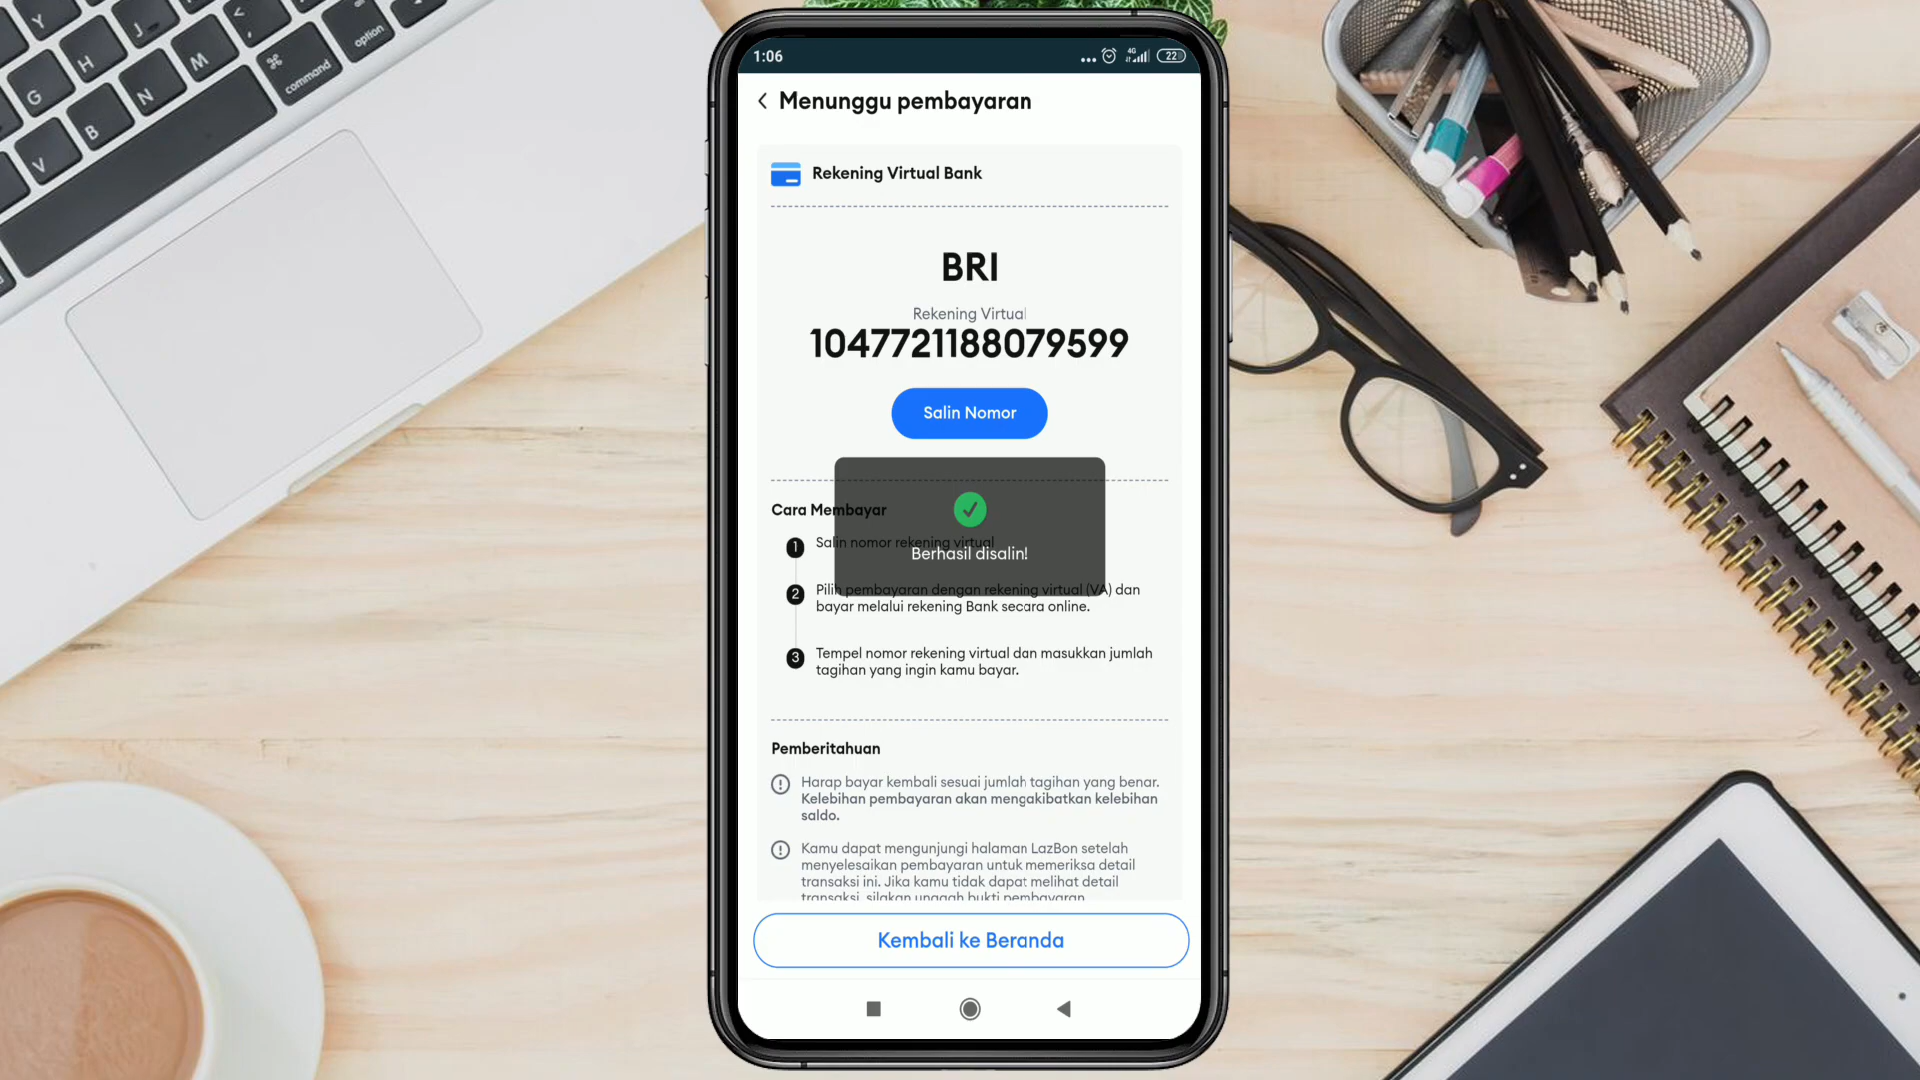 Y
H
J
<
option
G
N
M
⌘
command
B
V
1:06
4G
22
Menunggu pembayaran
Rekening Virtual Bank
BRI
Rekening Virtual
1047721188079599
Salin Nomor
Cara Membayar
1 Salin nomor rekening virtual
Berhasil disalin!
2 Pilih pembayaran dengan rekening virtual (VA) dan
bayar melalui rekening Bank secara online.
3 Tempel nomor rekening virtual dan masukkan jumlah
tagihan yang ingin kamu bayar.
Pemberitahuan
Harap bayar kembali sesuai jumlah tagihan yang benar.
Kelebihan pembayaran akan mengakibatkan kelebihan
saldo.
Kamu dapat mengunjungi halaman LazBon setelah
menyelesaikan pembayaran untuk memeriksa detail
transaksi ini. Jika kamu tidak dapat melihat detail
transaksi, silakan unggah bukti pembayaran
Kembali ke Beranda